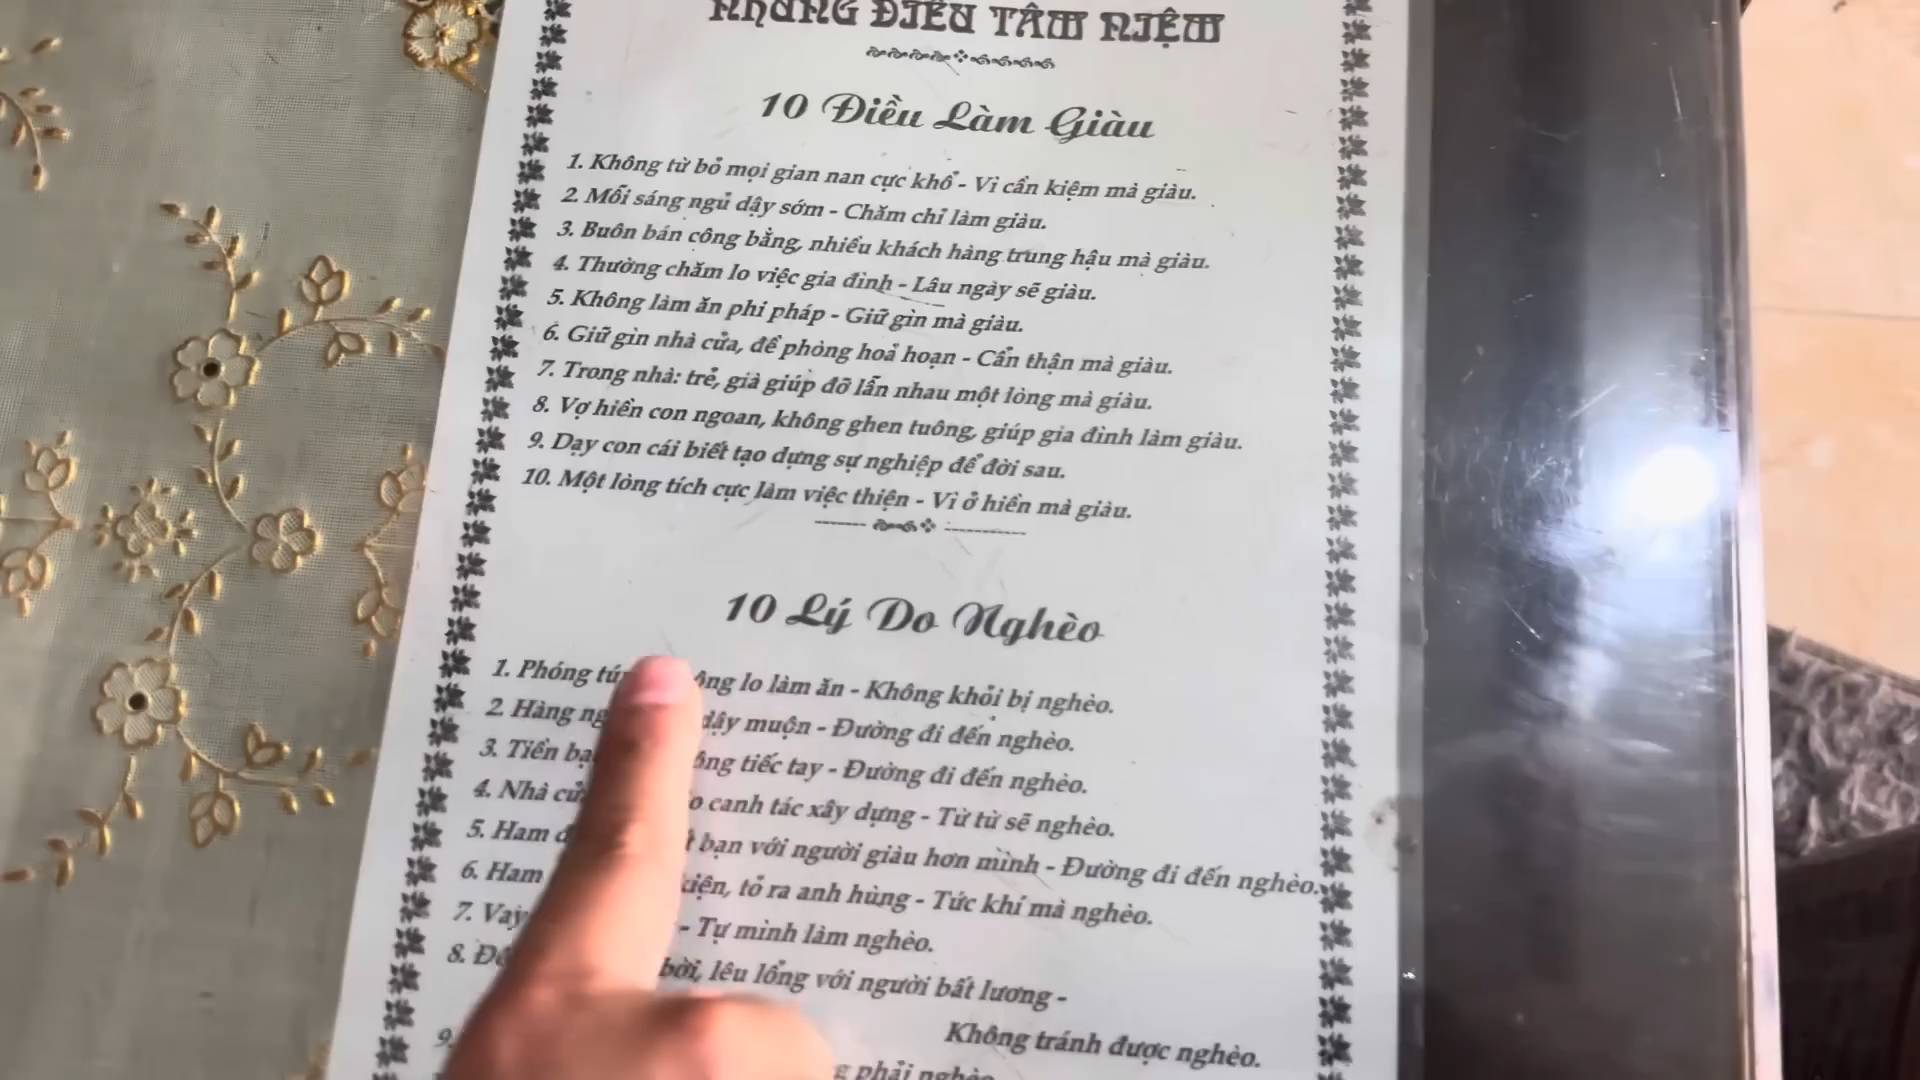 NHỮNG ĐIỀU TÂM NIỆM
10 Điều Làm Giàu
1. Không từ bỏ mọi gian nan cực khổ - Vì cần kiệm mà giàu.
2. Mỗi sáng ngủ dậy sớm - Chăm chỉ làm giàu.
3. Buôn bán công bằng, nhiều khách hàng trung hậu mà giàu.
4. Thường chăm lo việc gia đình - Lâu ngày sẽ giàu.
5. Không làm ăn phi pháp - Giữ gìn mà giàu.
6. Giữ gìn nhà cửa, đề phòng hoả hoạn - Cẩn thận mà giàu.
7. Trong nhà: trẻ, già giúp đỡ lẫn nhau một lòng mà giàu.
8. Vợ hiền con ngoan, không ghen tuông, giúp gia đình làm giàu.
9. Dạy con cái biết tạo dựng sự nghiệp để đời sau.
10. Một lòng tích cực làm việc thiện - Vì ở hiền mà giàu.
10 Lý Do Nghèo
1. Phóng lo làm ăn - Không khỏi bị nghèo.
2. Hàng dậy muộn - Đường đi đến nghèo.
3. Tiền tiếc tay - Đường đi đến nghèo.
4. Nhà canh tác xây dựng - Từ từ sẽ nghèo.
5. Ham bạn với người giàu hơn mình - Đường đi đến nghèo.
6. Ham tỏ ra anh hùng - Tức khí mà nghèo.
7. Vay - Tự mình làm nghèo.
8. lêu lổng với người bất lương -
Không tránh được nghèo.
9.
phải nghèo